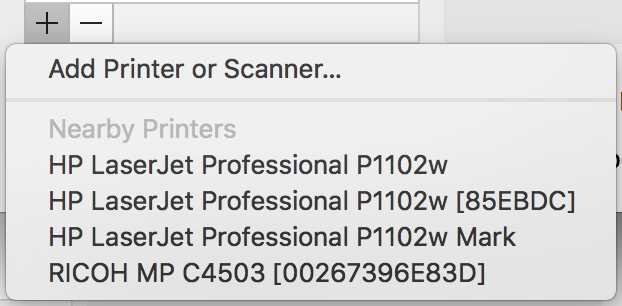 Add Printer or Scanner...
Nearby Printers
HP LaserJet Professional P1102w
HP LaserJet Professional P1102w [85EBDC]
HP LaserJet Professional P1102w Mark
RICOH MP C4503 [00267396E83D]